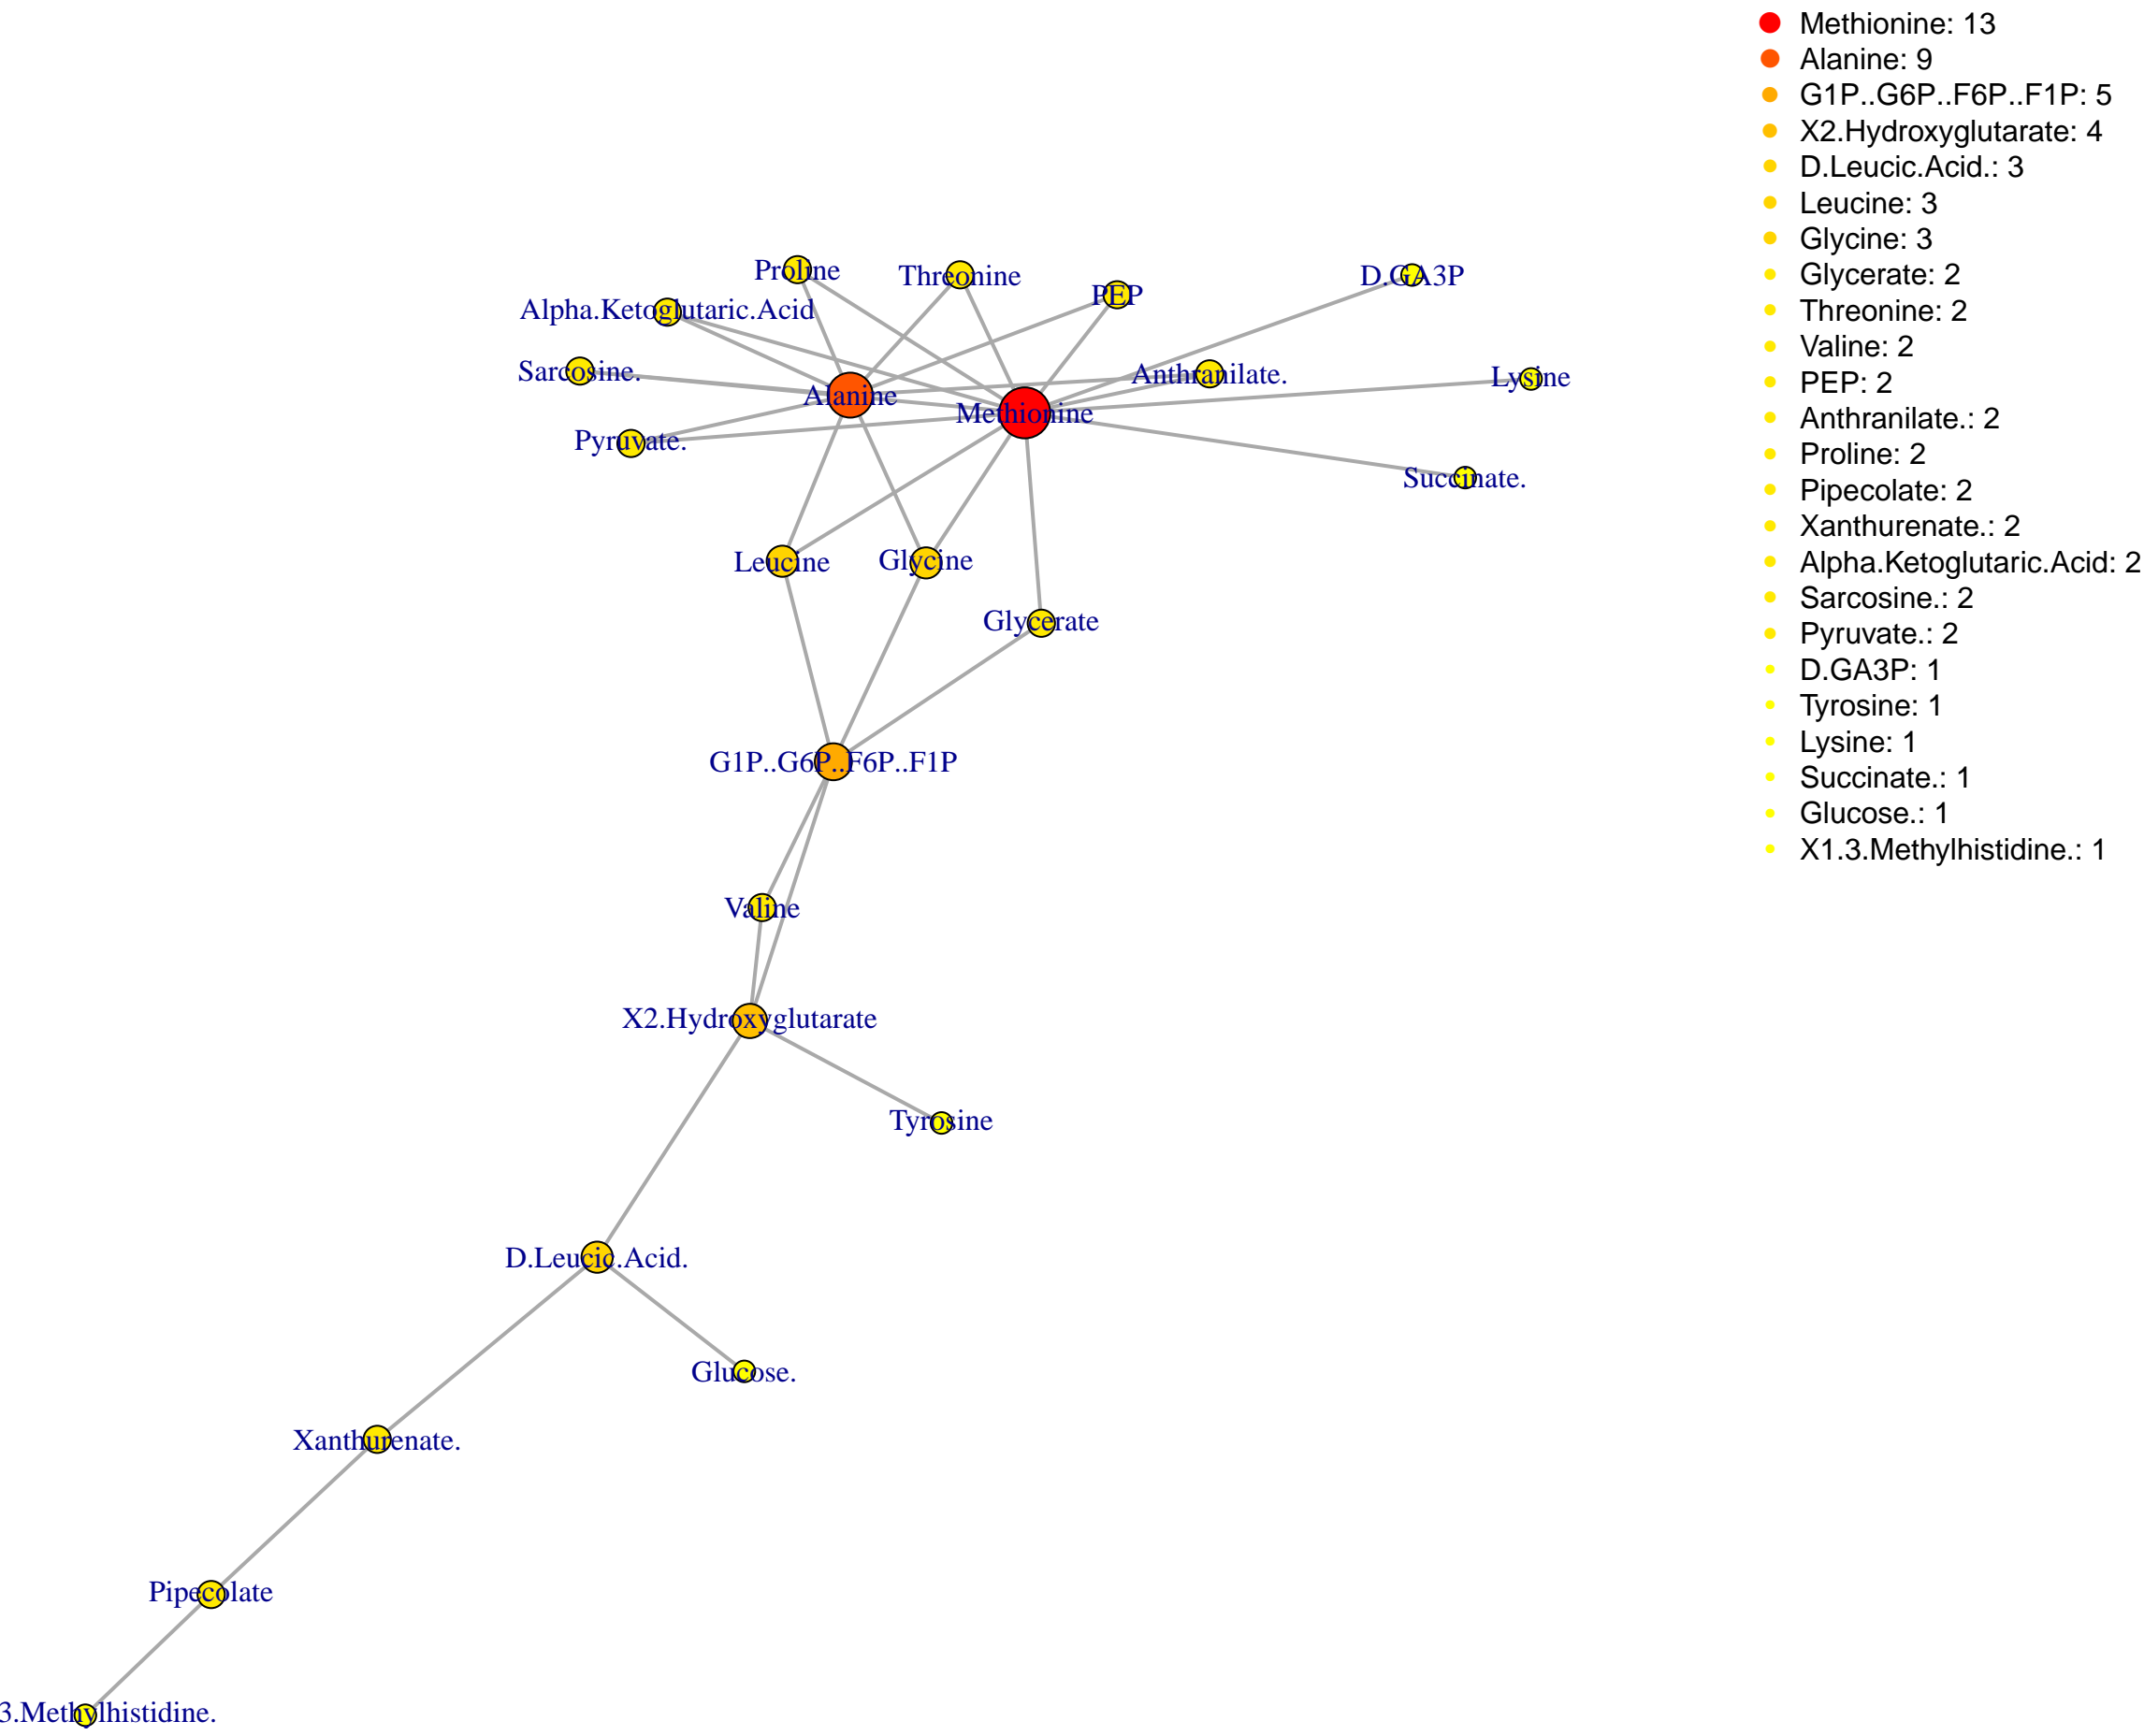 Methionine: 13
Alanine: 9
G1P..G6P..F6P..F1P: 5
X2.Hydroxyglutarate: 4
D.Leucic.Acid.: 3
Leucine: 3
Glycine: 3
Glycerate: 2
Threonine: 2
Valine: 2
PEP: 2
Anthranilate.: 2
Proline: 2
Pipecolate: 2
Xanthurenate.: 2
Alpha.Ketoglutaric.Acid: 2
Sarcosine.: 2
Pyruvate.: 2
D.GA3P: 1
Tyrosine: 1
Lysine: 1
Succinate.: 1
Glucose.: 1
X1.3.Methylhistidine.: 1
Proline
Threonine
D.GA3P
PEP
Alpha.Ketoglutaric.Acid
Sarcosine.
Anthranilate.
Lysine
Alanine
Methionine
Pyruvate.
Succinate.
Leucine
Glycine
Glycerate
G1P..G6P..F6P..F1P
Valine
X2.Hydroxyglutarate
Tyrosine
D.Leucic.Acid.
Glucose.
Xanthurenate.
Pipecolate
3.Methylhistidine.